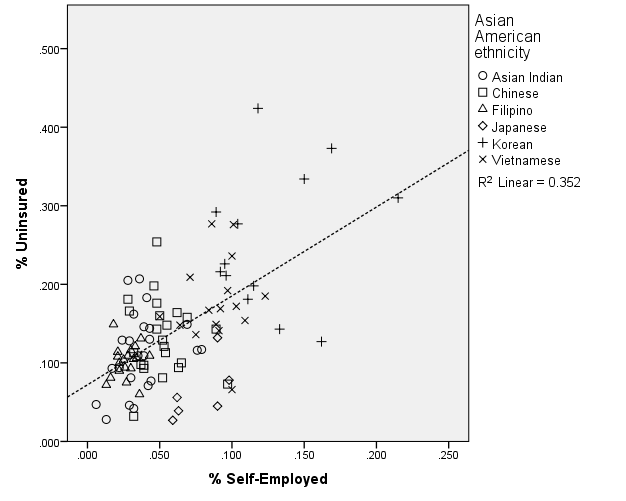 Asian
American
ethnicity
Asian Indian
Chinese
Filipino
Japanese
Korean
Vietnamese
R² Linear = 0.352
% Uninsured
.500
.400
.300
.200
.100
.000
.000 .050 .100 .150 .200 .250
% Self-Employed